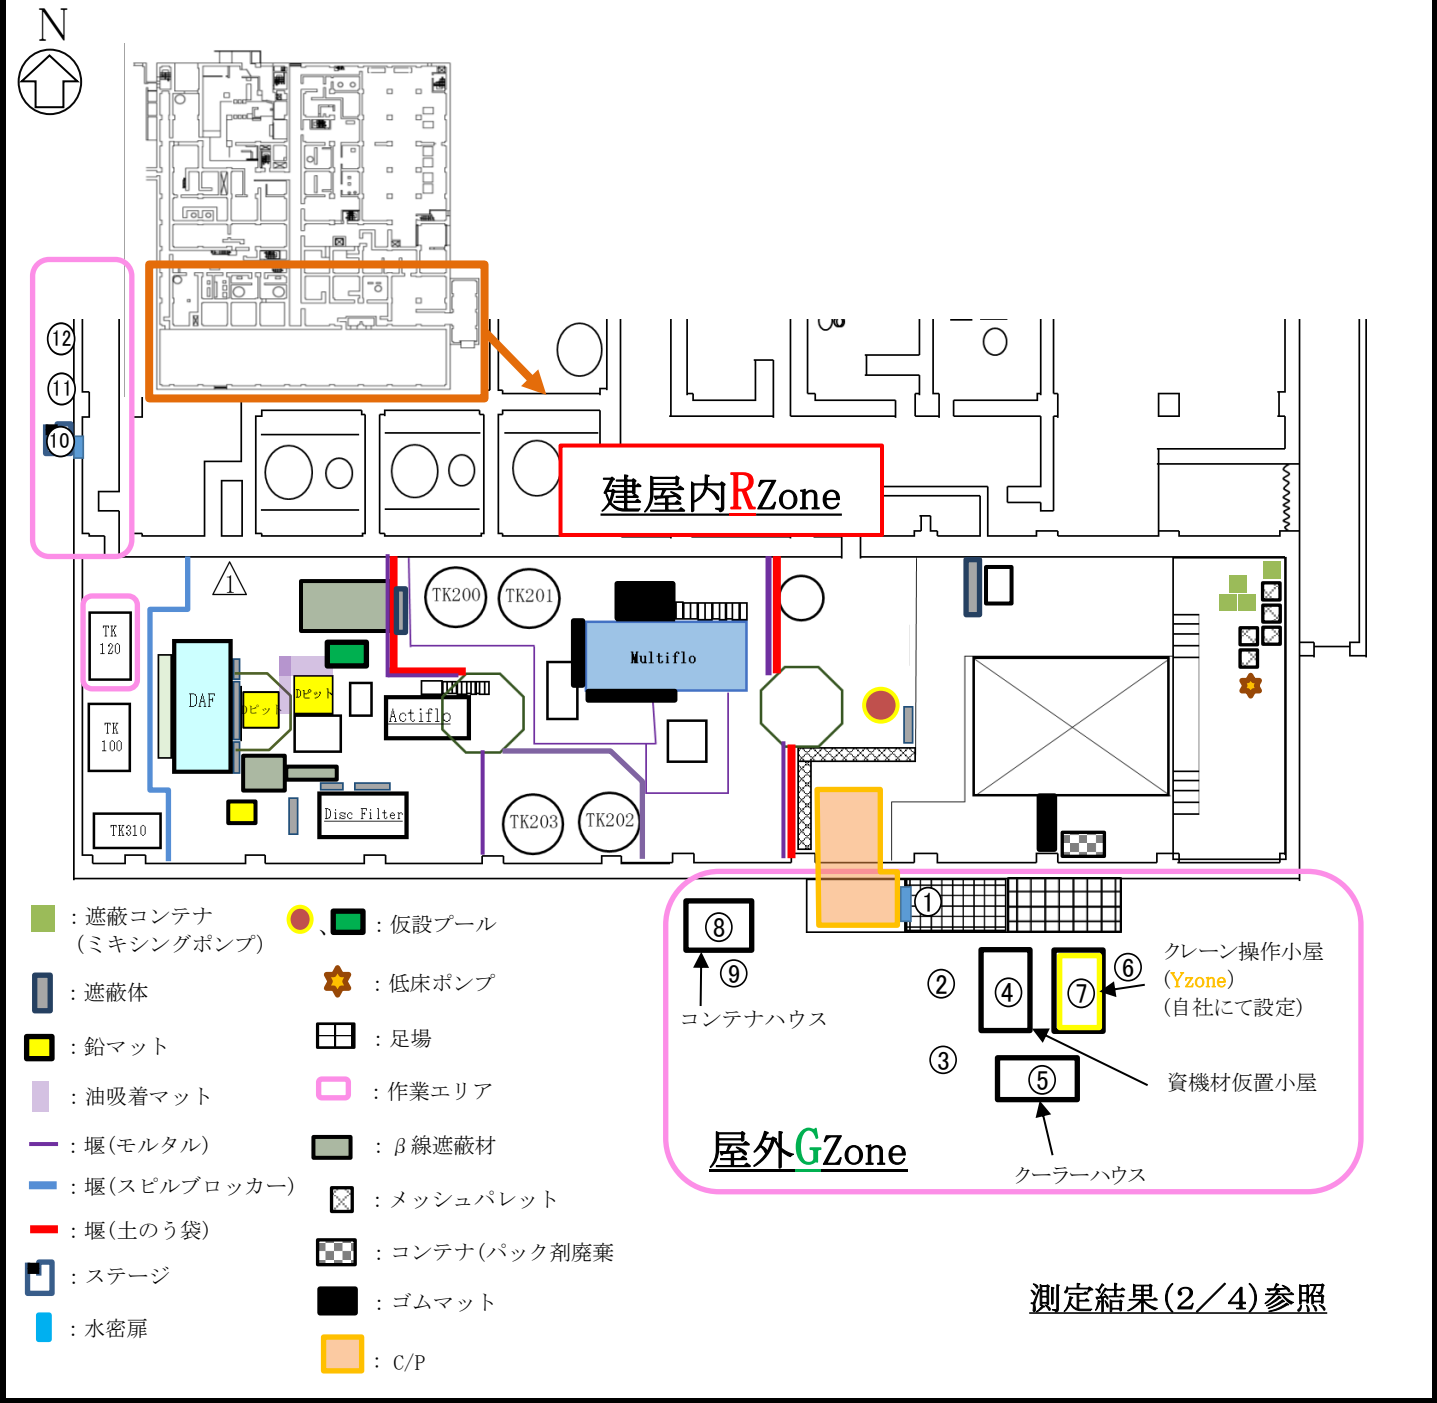 N
⑫
⑪
⑩
建屋内RZone
1
TK
120
TK
100
TK310
DAF
Dピット
Dピット
Actiflo
Disc Filter
TK200
TK201
TK203
TK202
Multiflo
①
②
③
④
⑤
⑥
⑦
⑧
⑨
コンテナハウス
クレーン操作小屋
(Yzone)
(自社にて設定)
資機材仮置小屋
クーラーハウス
屋外GZone
測定結果(2／4)参照
：遮蔽コンテナ
(ミキシングポンプ)
：遮蔽体
：鉛マット
：油吸着マット
：堰(モルタル)
：堰(スピルブロッカー)
：堰(土のう袋)
：ステージ
：水密扉
、
：仮設プール
：低床ポンプ
：足場
：作業エリア
：β線遮蔽材
：メッシュパレット
：コンテナ(パック剤廃棄
：ゴムマット
：C/P